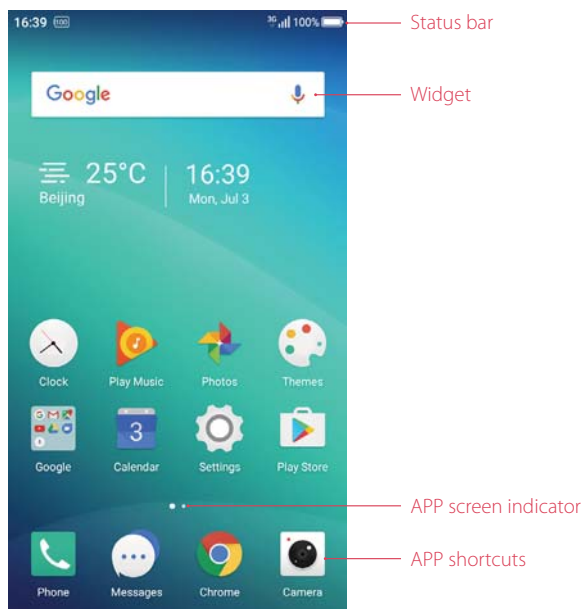 16:39 100 3G 100% Status bar
Google Widget
25°C 16:39
Beijing Mon, Jul 3
Clock Play Music Photos Themes
3
Google Calendar Settings Play Store
APP screen indicator
APP shortcuts
Phone Messages Chrome Camera